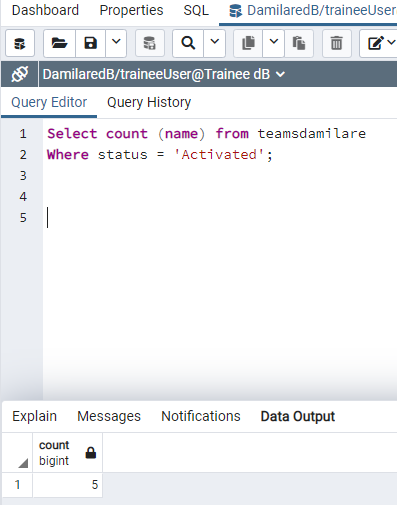 Dashboard Properties SQL DamilaredB/traineeUser
DamilaredB/traineeUser@Trainee dB
Query Editor Query History
1 Select count (name) from teamsdamilare
2 Where status = 'Activated';
3
4
5
Explain Messages Notifications Data Output
count
bigint
1 5